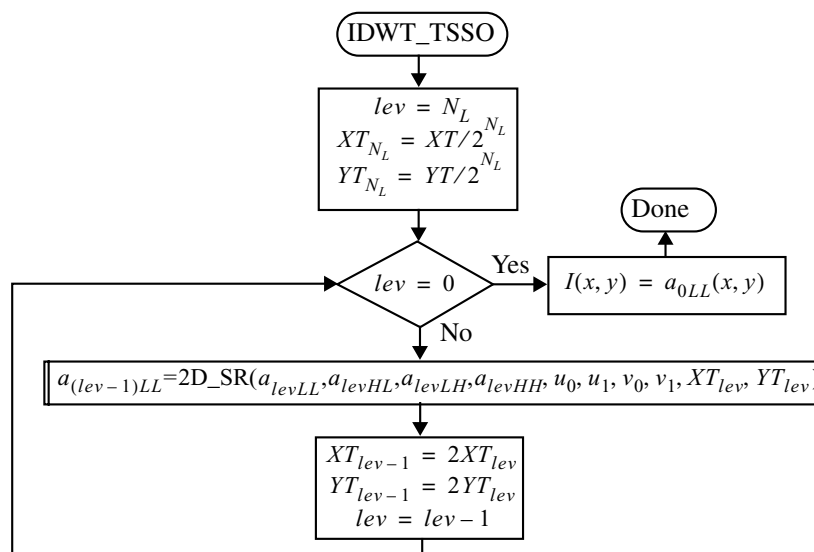 IDWT_TSSO
lev = N_L
XT_{N_L} = XT/2^{N_L}
YT_{N_L} = YT/2^{N_L}
Done
lev = 0
Yes
I(x, y) = a_{0LL}(x, y)
No
a_{(lev-1)LL}=2D_SR(a_{levLL},a_{levHL},a_{levLH},a_{levHH}, u_0, u_1, v_0, v_1, XT_{lev}, YT_{lev})
XT_{lev-1} = 2XT_{lev}
YT_{lev-1} = 2YT_{lev}
lev = lev-1